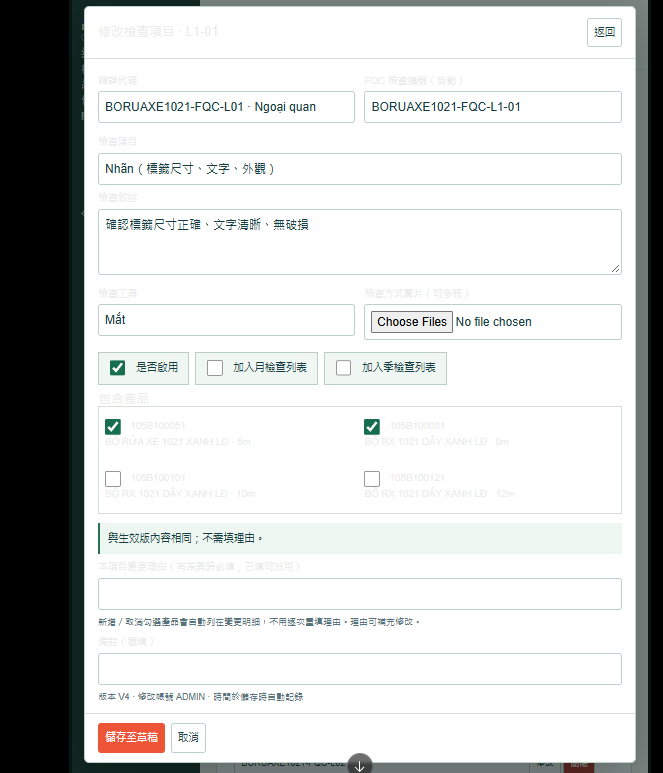 修改檢查項目 · L1-01
返回
歸類代碼
FQC 檢查編號（自動）
BORUAXE1021-FQC-L01 · Ngoại quan
BORUAXE1021-FQC-L1-01
檢查項目
Nhãn（標籤尺寸、文字、外觀）
檢查敘述
確認標籤尺寸正確、文字清晰、無破損
檢查工具
檢查方式圖片（可多張）
Mắt
Choose Files No file chosen
是否啟用
加入月檢查列表
加入季檢查列表
包含產品
105B100051
105B100081
BỘ RỬA XE 1021 XANH LĐ · 5m
BỘ RX 1021 DÂY XANH LĐ · 8m
105B100101
105B100121
BỘ RX 1021 DÂY XANH LĐ · 10m
BỘ RX 1021 DÂY XANH LĐ · 12m
與生效版內容相同；不需填理由。
本項目變更理由（有差異時必填；已填可沿用）
新增／取消勾選產品會自動列在變更明細，不用逐次重填理由。理由可補充修改。
備註（選填）
版本 V4 · 修改帳號 ADMIN · 時間於儲存時自動記錄
儲存至草稿
取消